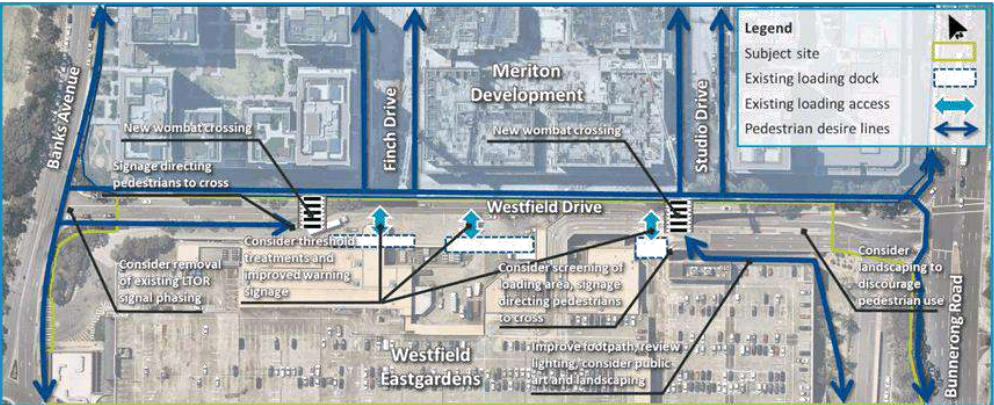 Legend
Subject site
Existing loading dock
Existing loading access
Pedestrian desire lines
Meriton
Development
Banks Avenue
Finch Drive
Studio Drive
New wombat crossing
New wombat crossing
Signage directing
pedestrians to cross
Westfield Drive
Consider removal
of existing LTOR
signal phasing
Consider threshold
treatments and
improved warning
signage
Consider screening of
loading area, signage
directing pedestrians
to cross
Consider
landscaping to
discourage
pedestrian use
Improve footpath, review
lighting, consider public
art and landscaping
Westfield
Eastgardens
Bunnerong Road